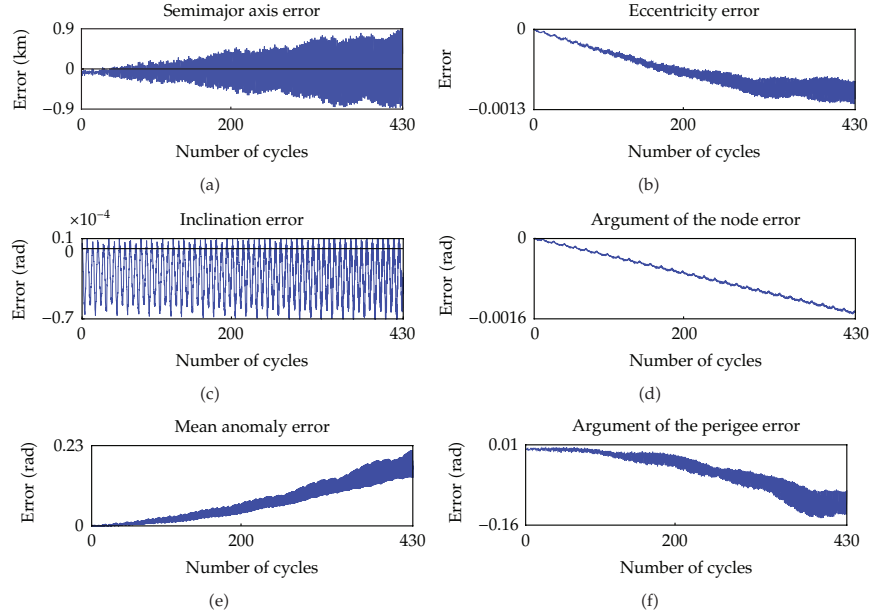 Semimajor axis error
Error (km)
0.9
0
−0.9
0
200
430
Number of cycles
(a)
Eccentricity error
Error
0
−0.0013
0
200
430
Number of cycles
(b)
×10−4
Inclination error
Error (rad)
0.1
0
−0.7
0
200
430
Number of cycles
(c)
Argument of the node error
Error (rad)
0
−0.0016
0
200
430
Number of cycles
(d)
Mean anomaly error
Error (rad)
0.23
0
0
200
430
Number of cycles
(e)
Argument of the perigee error
Error (rad)
0.01
−0.16
0
200
430
Number of cycles
(f)